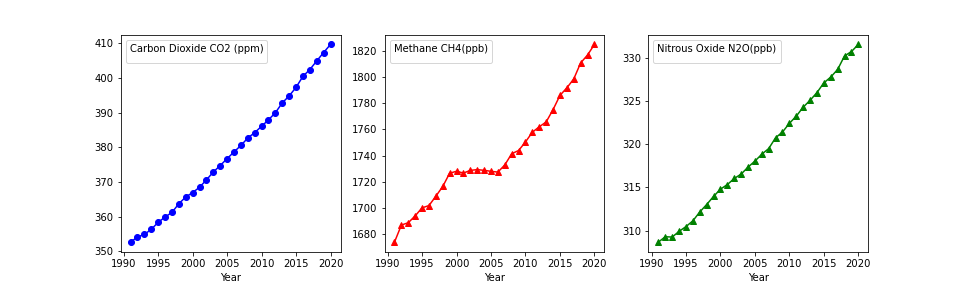 Carbon Dioxide CO2 (ppm)
410
400
390
380
370
360
350
1990 1995 2000 2005 2010 2015 2020
Year
Methane CH4(ppb)
1820
1800
1780
1760
1740
1720
1700
1680
1990 1995 2000 2005 2010 2015 2020
Year
Nitrous Oxide N2O(ppb)
330
325
320
315
310
1990 1995 2000 2005 2010 2015 2020
Year